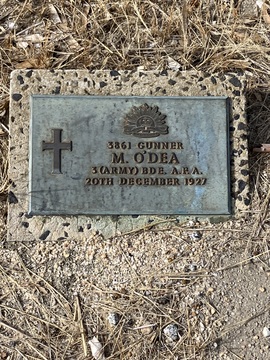 3861 GUNNER
M. O'DEA
3 (ARMY) BDE. A.F.A.
20TH DECEMBER 1927